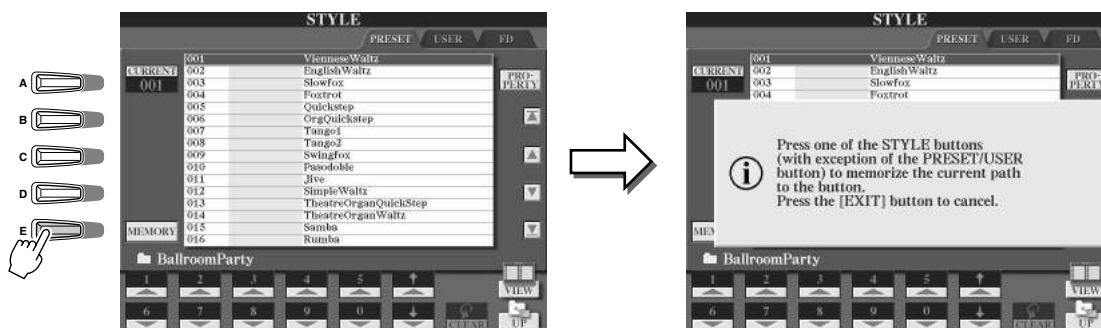 STYLE
PRESET USER FD
CURRENT
001
001 VienneseWaltz
002 EnglishWaltz
003 Slowfox
004 Foxtrot
005 Quickstep
006 OrgQuickstep
007 Tango1
008 Tango2
009 Swingfox
010 Pasodoble
011 Jive
012 SimpleWaltz
013 TheatreOrganQuickStep
014 TheatreOrganWaltz
015 Samba
016 Rumba
PRO-
PERTY
MEMORY
BallroomParty
1 2 3 4 5
VIEW
6 7 8 9 0
CLEAR
UP
A
B
C
D
E
STYLE
PRESET USER FD
CURRENT
001
001 VienneseWaltz
002 EnglishWaltz
003 Slowfox
004 Foxtrot
PRO-
PERTY
Press one of the STYLE buttons
(with exception of the PRESET/USER
button) to memorize the current path
to the button.
Press the [EXIT] button to cancel.
MEM
BallroomParty
1 2 3 4 5
VIEW
6 7 8 9 0
CLEAR
UP